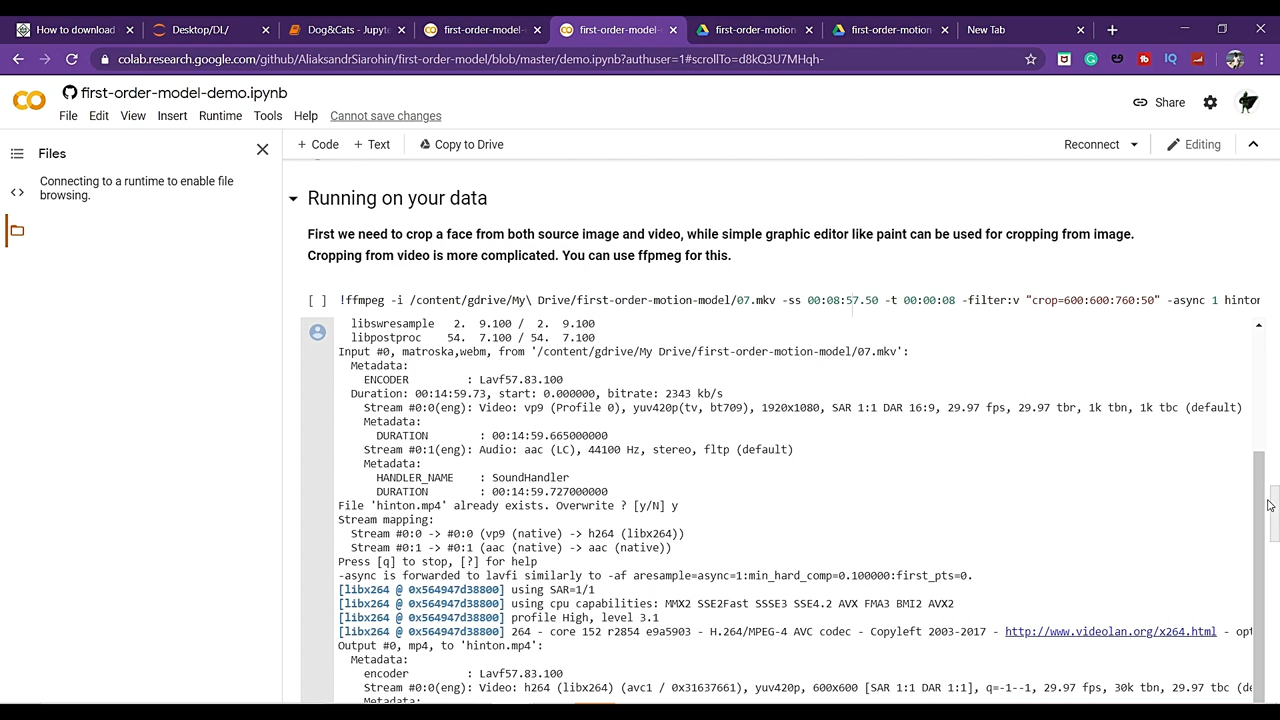 How to download
Desktop/DL/
Dog&Cats - Jupyte
first-order-model-
first-order-model-
first-order-motion
first-order-motion
New Tab
colab.research.google.com/github/AliaksandrSiarohin/first-order-model/blob/master/demo.ipynb?authuser=1#scrollTo=d8kQ3U7MHqh-
first-order-model-demo.ipynb
File Edit View Insert Runtime Tools Help Cannot save changes
Share
Files
Connecting to a runtime to enable file
browsing.
+ Code + Text Copy to Drive
Reconnect
Editing
Running on your data
First we need to crop a face from both source image and video, while simple graphic editor like paint can be used for cropping from image.
Cropping from video is more complicated. You can use ffpmeg for this.
[ ] !ffmpeg -i /content/gdrive/My\ Drive/first-order-motion-model/07.mkv -ss 00:08:57.50 -t 00:00:08 -filter:v "crop=600:600:760:50" -async 1 hinton
libswresample 2. 9.100 / 2. 9.100
libpostproc 54. 7.100 / 54. 7.100
Input #0, matroska,webm, from '/content/gdrive/My Drive/first-order-motion-model/07.mkv':
Metadata:
ENCODER : Lavf57.83.100
Duration: 00:14:59.73, start: 0.000000, bitrate: 2343 kb/s
Stream #0:0(eng): Video: vp9 (Profile 0), yuv420p(tv, bt709), 1920x1080, SAR 1:1 DAR 16:9, 29.97 fps, 29.97 tbr, 1k tbn, 1k tbc (default)
Metadata:
DURATION : 00:14:59.665000000
Stream #0:1(eng): Audio: aac (LC), 44100 Hz, stereo, fltp (default)
Metadata:
HANDLER_NAME : SoundHandler
DURATION : 00:14:59.727000000
File 'hinton.mp4' already exists. Overwrite ? [y/N] y
Stream mapping:
Stream #0:0 -> #0:0 (vp9 (native) -> h264 (libx264))
Stream #0:1 -> #0:1 (aac (native) -> aac (native))
Press [q] to stop, [?] for help
-async is forwarded to lavfi similarly to -af aresample=async=1:min_hard_comp=0.100000:first_pts=0.
[libx264 @ 0x564947d38800] using SAR=1/1
[libx264 @ 0x564947d38800] using cpu capabilities: MMX2 SSE2Fast SSSE3 SSE4.2 AVX FMA3 BMI2 AVX2
[libx264 @ 0x564947d38800] profile High, level 3.1
[libx264 @ 0x564947d38800] 264 - core 152 r2854 e9a5903 - H.264/MPEG-4 AVC codec - Copyleft 2003-2017 - http://www.videolan.org/x264.html - opt
Output #0, mp4, to 'hinton.mp4':
Metadata:
encoder : Lavf57.83.100
Stream #0:0(eng): Video: h264 (libx264) (avc1 / 0x31637661), yuv420p, 600x600 [SAR 1:1 DAR 1:1], q=-1--1, 29.97 fps, 30k tbn, 29.97 tbc (de
Metadata: